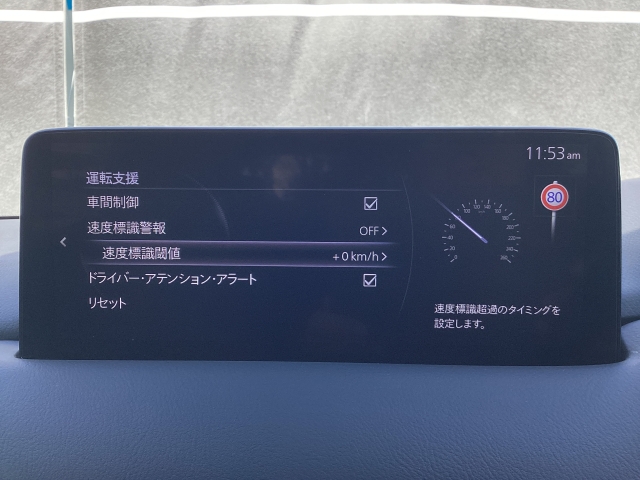 11:53 am
運転支援
車間制御
速度標識警報 OFF
速度標識閾値 +0 km/h
ドライバー・アテンション・アラート
リセット
80
速度標識超過のタイミングを
設定します。